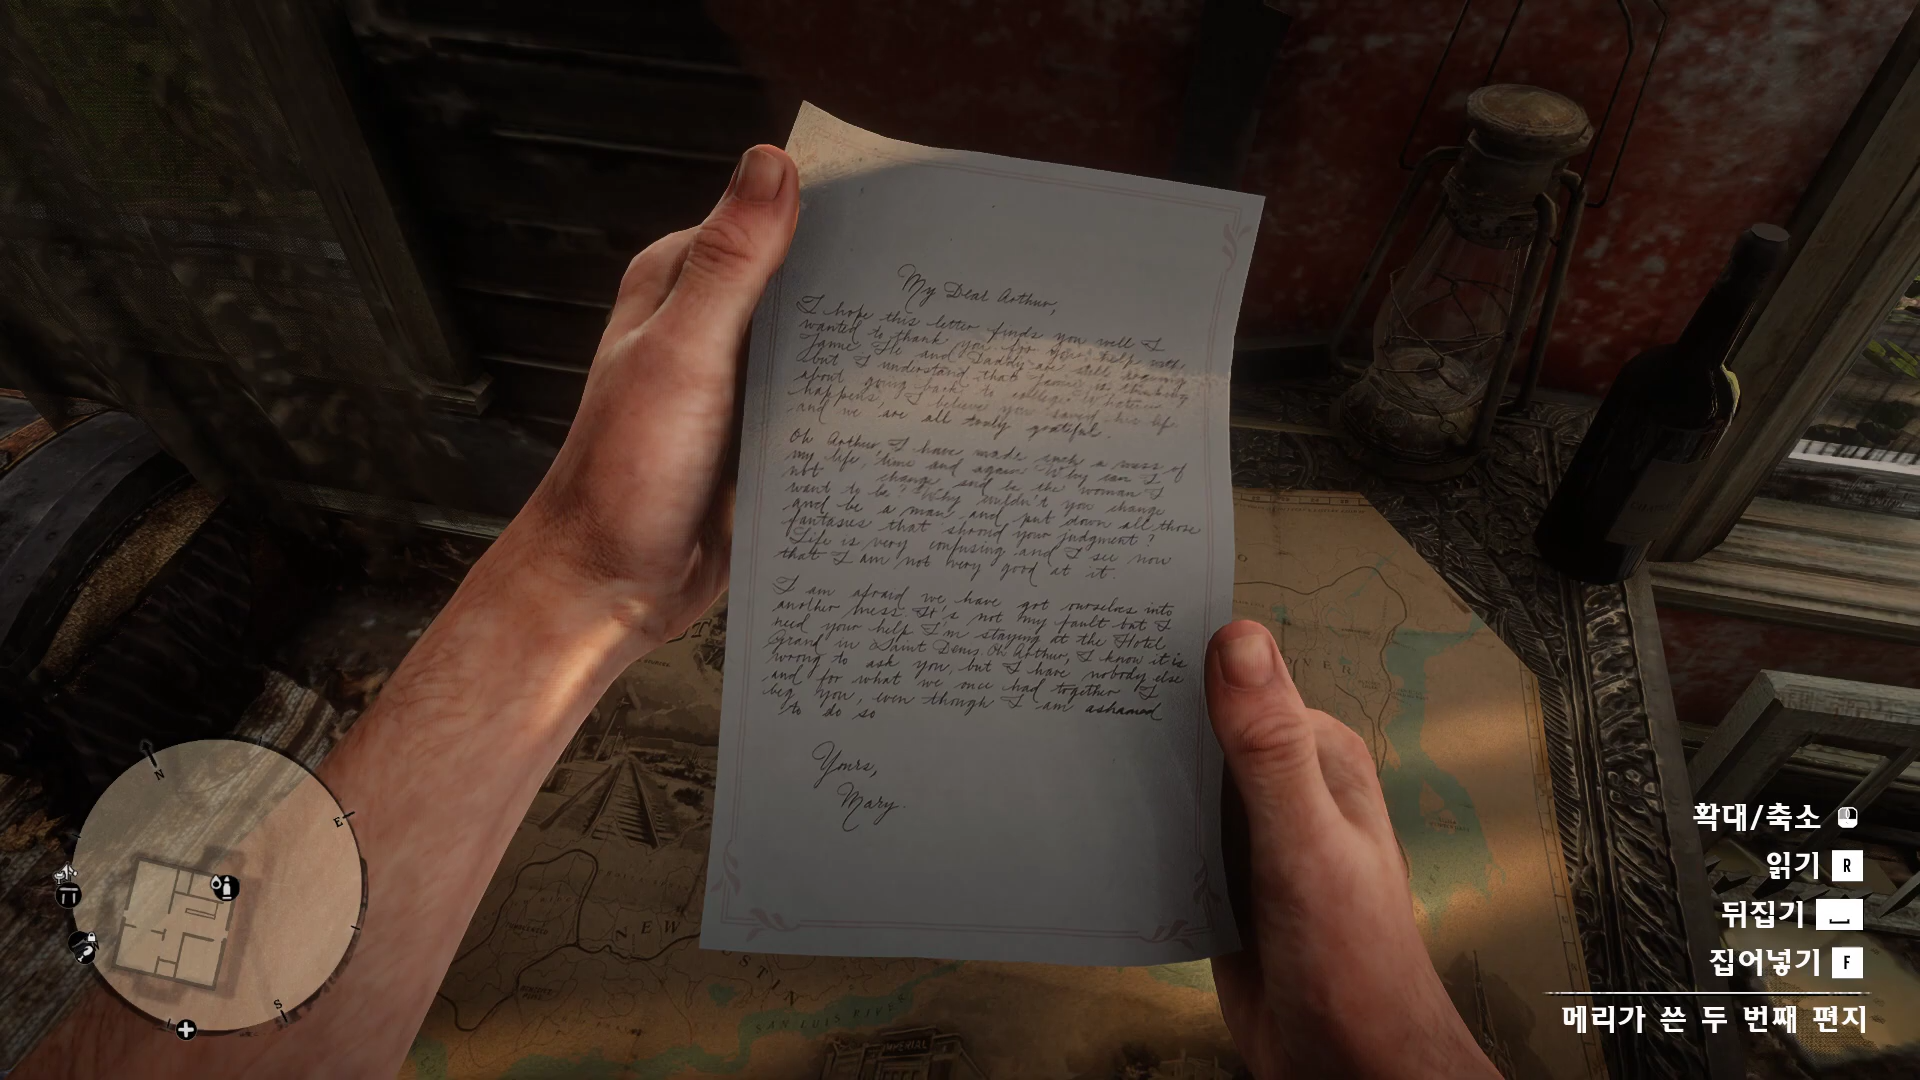 My Dear Arthur,
I hope this letter finds you well I
wanted to thank you for your help with
Jamie. He and Daddy are still arguing
but I understand that Jamie is thinking
about going back to college. Whatever
happens, I believe you saved his life
and we are all truly grateful.
Oh Arthur, I have made such a mess of
my life, time and again. Why can I
not change and be the woman I
want to be? Why couldn't you change
and be a man, and put down all those
fantasies that shroud your judgment?
Life is very confusing and I see now
that I am not very good at it.
I am afraid we have got ourselves into
another mess. It's not my fault but I
need your help. I'm staying at the Hotel
Grand in Saint Denis. Oh Arthur, I know it is
wrong to ask you, but I have nobody else
and for what we once had together I
beg you, even though I am ashamed
to do so
Yours,
Mary.
확대/축소
읽기 R
뒤집기
집어넣기 F
메리가 쓴 두 번째 편지
N
E
S
NEW
AUSTIN
SAN LUIS RIVER
IMPERIAL